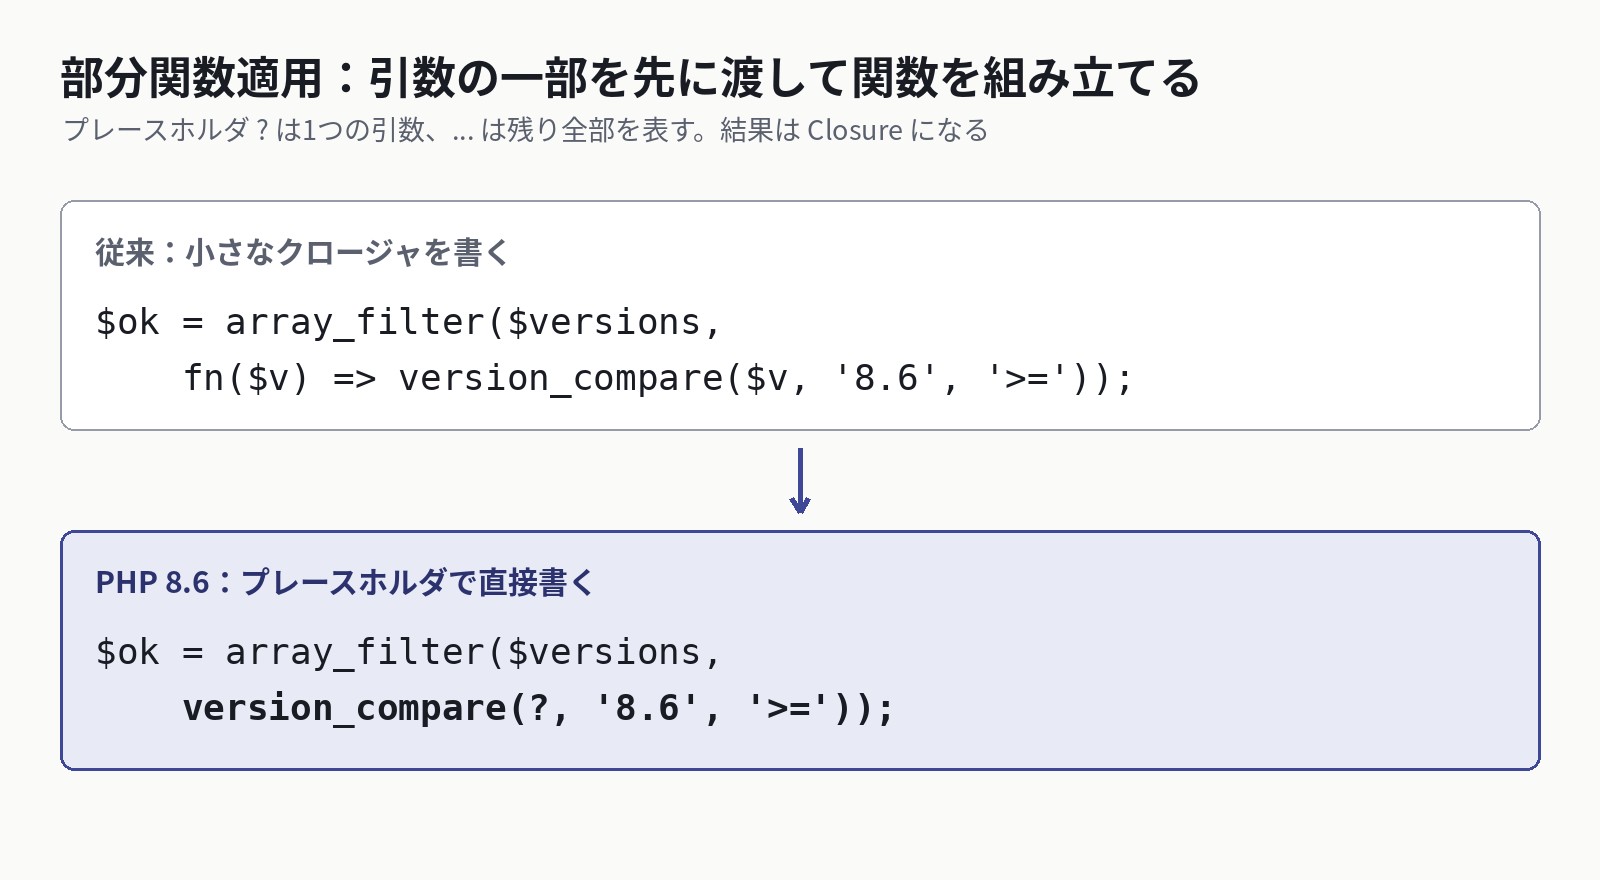 部分関数適用：引数の一部を先に渡して関数を組み立てる
プレースホルダ ? は1つの引数、... は残り全部を表す。結果は Closure になる
従来：小さなクロージャを書く
$ok = array_filter($versions,
    fn($v) => version_compare($v, '8.6', '>='));
PHP 8.6：プレースホルダで直接書く
$ok = array_filter($versions,
    version_compare(?, '8.6', '>='));